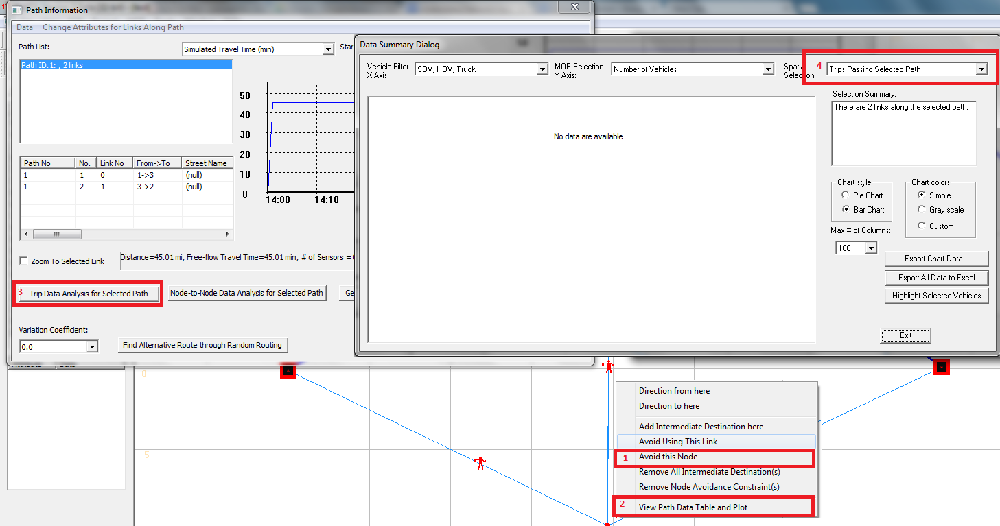 Path Information
Data Change Attributes for Links Along Path
Path List:
Simulated Travel Time (min)
Star
Path ID.1: , 2 links
50
40
30
20
10
0
14:00 14:10
Path No No. Link No From->To Street Name
1 1 0 1->3 (null)
1 2 1 3->2 (null)
Zoom To Selected Link
Distance=45.01 mi, Free-flow Travel Time=45.01 min, # of Sensors =
3 Trip Data Analysis for Selected Path
Node-to-Node Data Analysis for Selected Path
Ge
Variation Coefficient:
0.0
Find Alternative Route through Random Routing
Data Summary Dialog
Vehicle Filter
X Axis:
SOV, HOV, Truck
MOE Selection
Y Axis:
Number of Vehicles
Spatia
Selection:
4 Trips Passing Selected Path
No data are available...
Selection Summary:
There are 2 links along the selected path.
Chart style
Pie Chart
Bar Chart
Chart colors
Simple
Gray scale
Custom
Max # of Columns:
100
Export Chart Data...
Export All Data to Excel
Highlight Selected Vehicles
Exit
0
-5
Direction from here
Direction to here
Add Intermediate Destination here
Avoid Using This Link
1 Avoid this Node
Remove All Intermediate Destination(s)
Remove Node Avoidance Constraint(s)
2 View Path Data Table and Plot